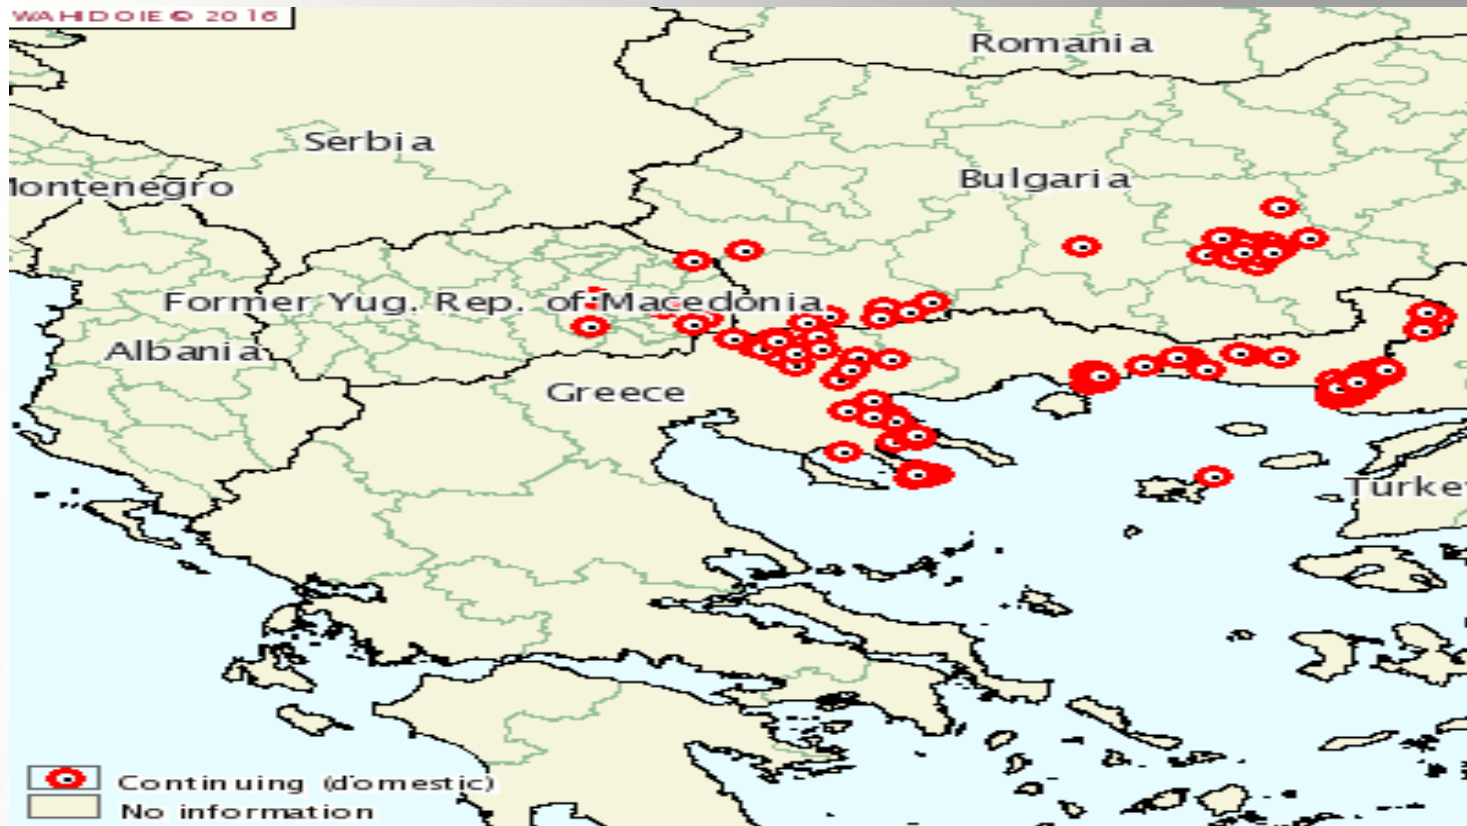 WAHID OIE © 2016
Romania
Serbia
Bulgaria
Montenegro
Former Yug. Rep. of Macedonia
Albania
Greece
Turkey
Continuing (domestic)
No information